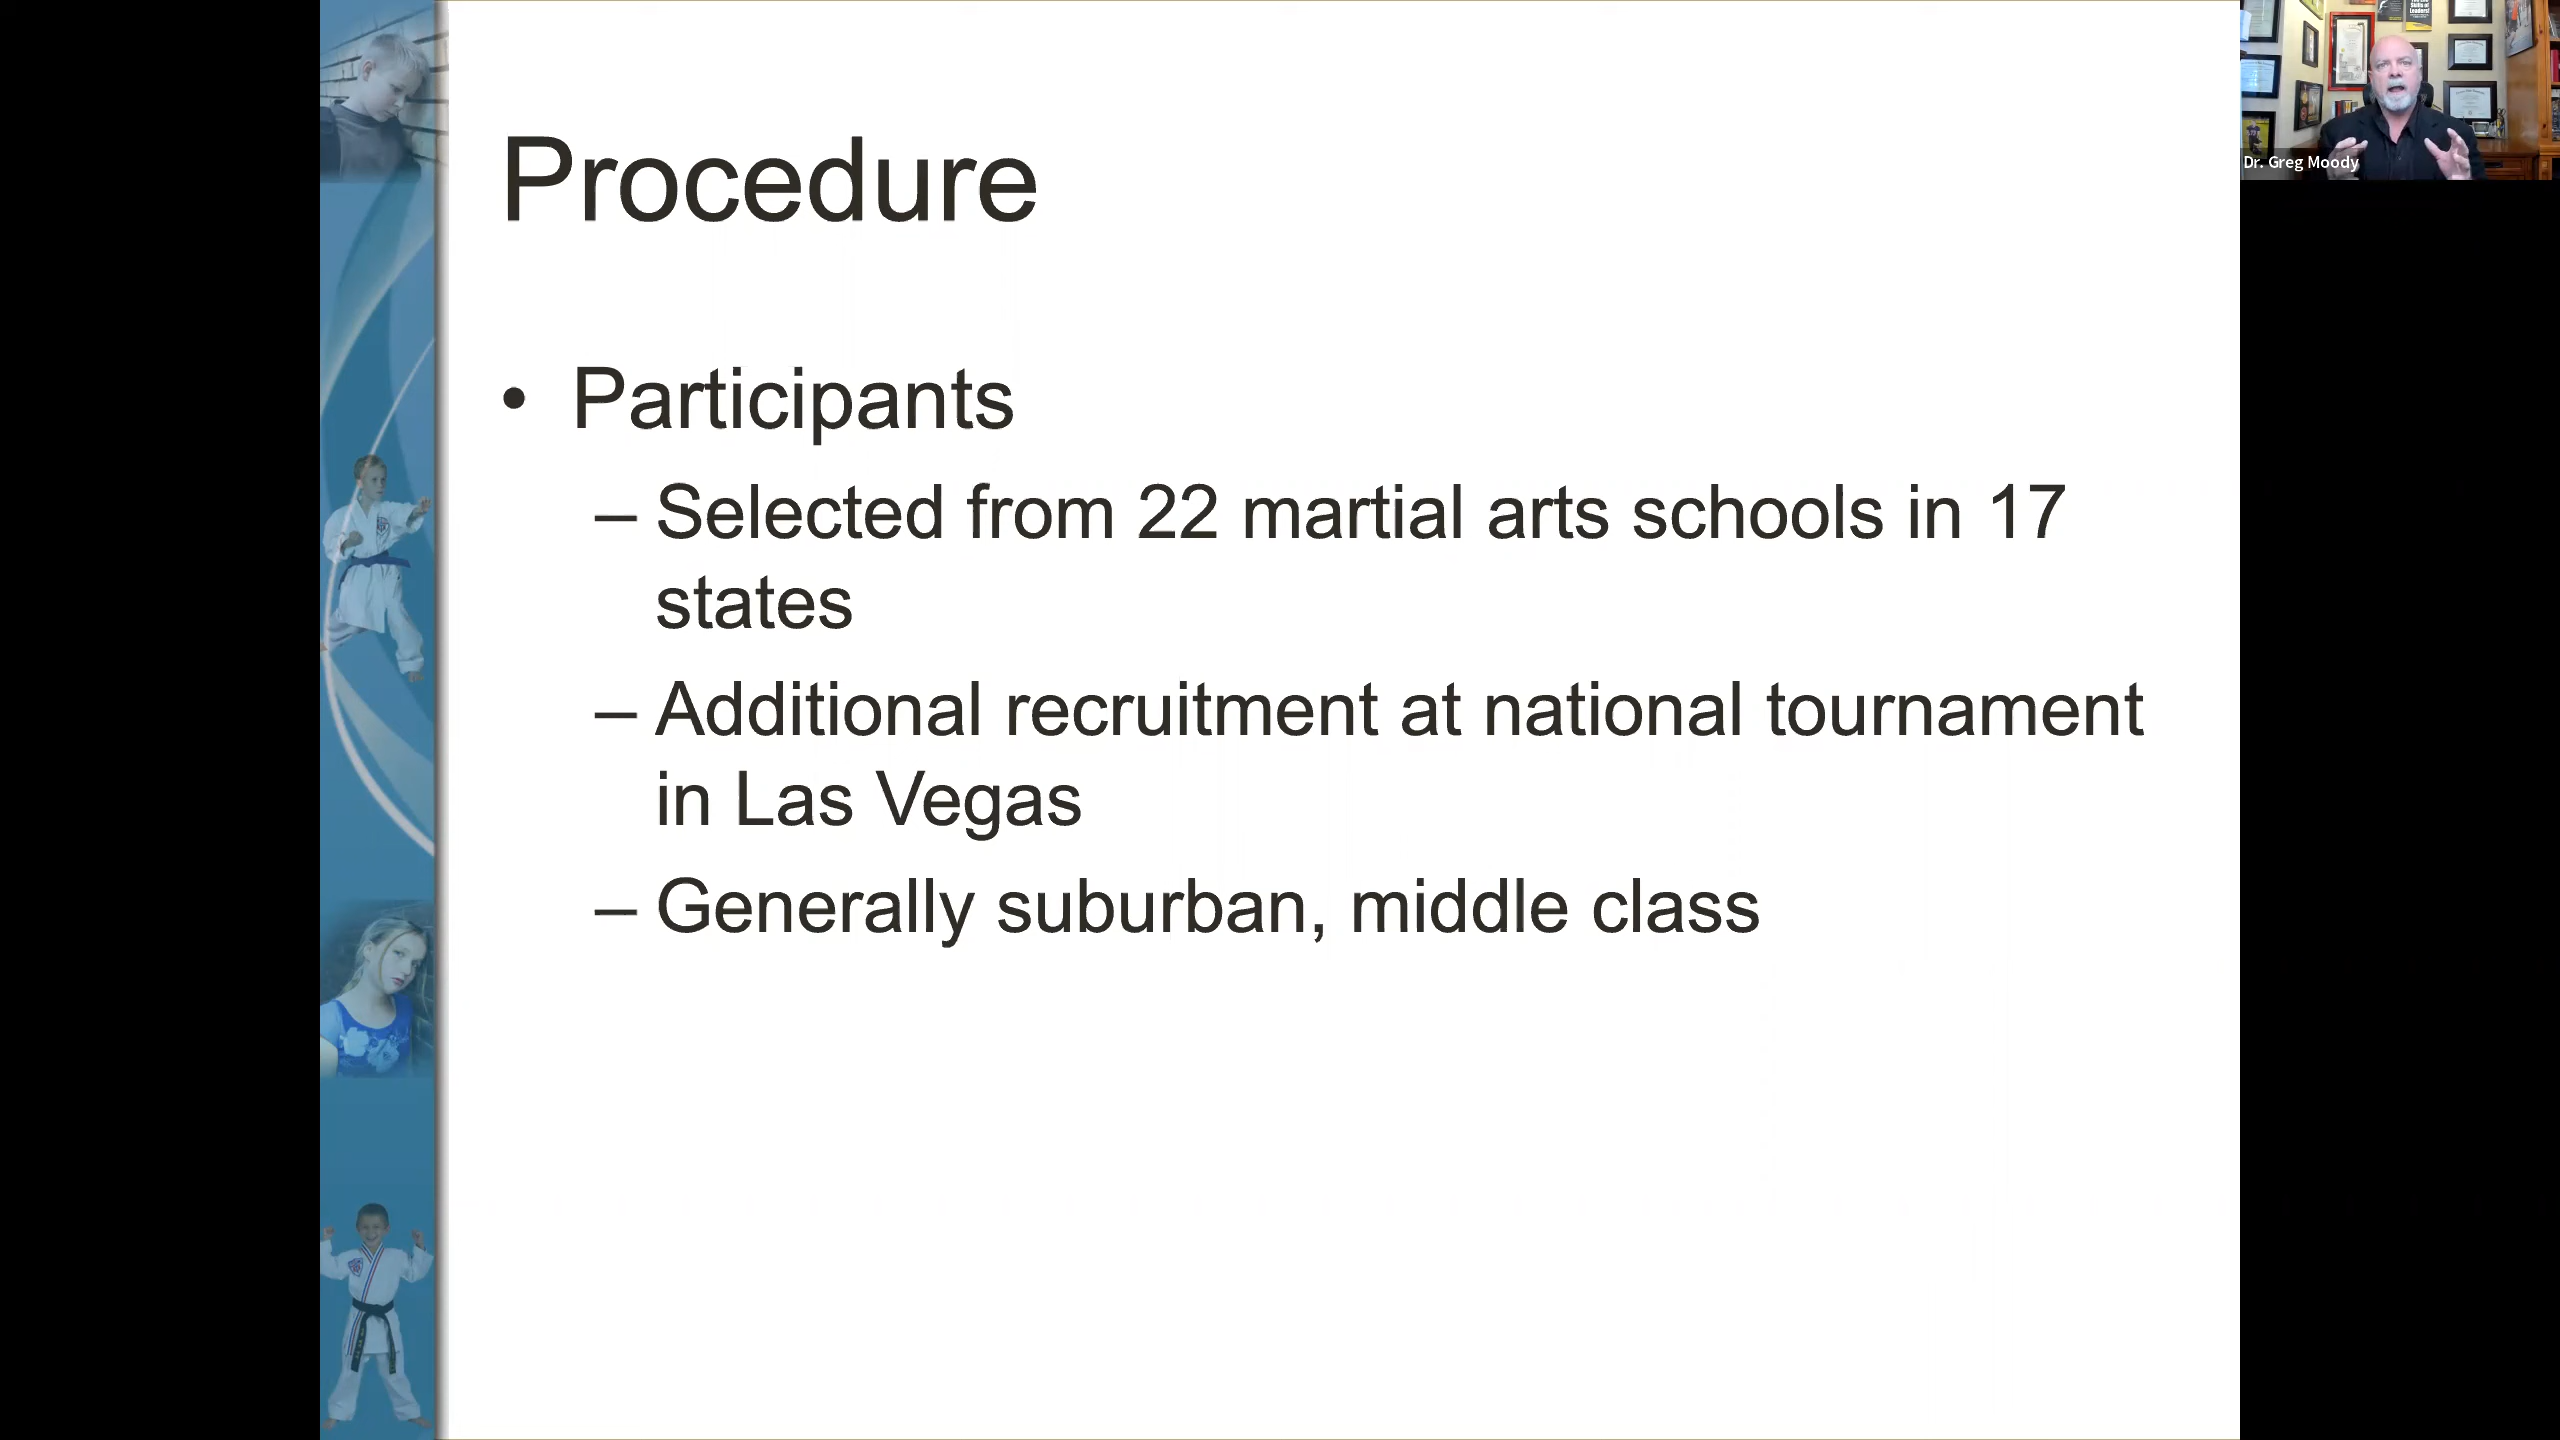 Procedure
• Participants
– Selected from 22 martial arts schools in 17
states
– Additional recruitment at national tournament
in Las Vegas
– Generally suburban, middle class
Dr. Greg Moody